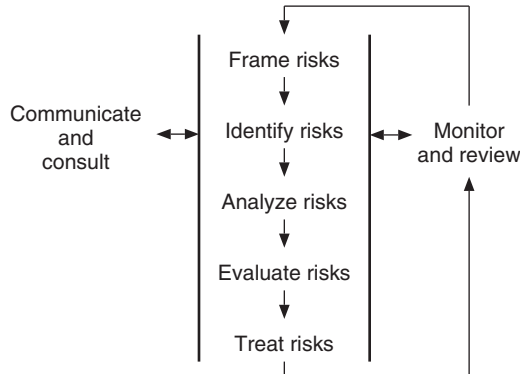 Frame risks
Communicate
and
consult
Identify risks
Monitor
and review
Analyze risks
Evaluate risks
Treat risks